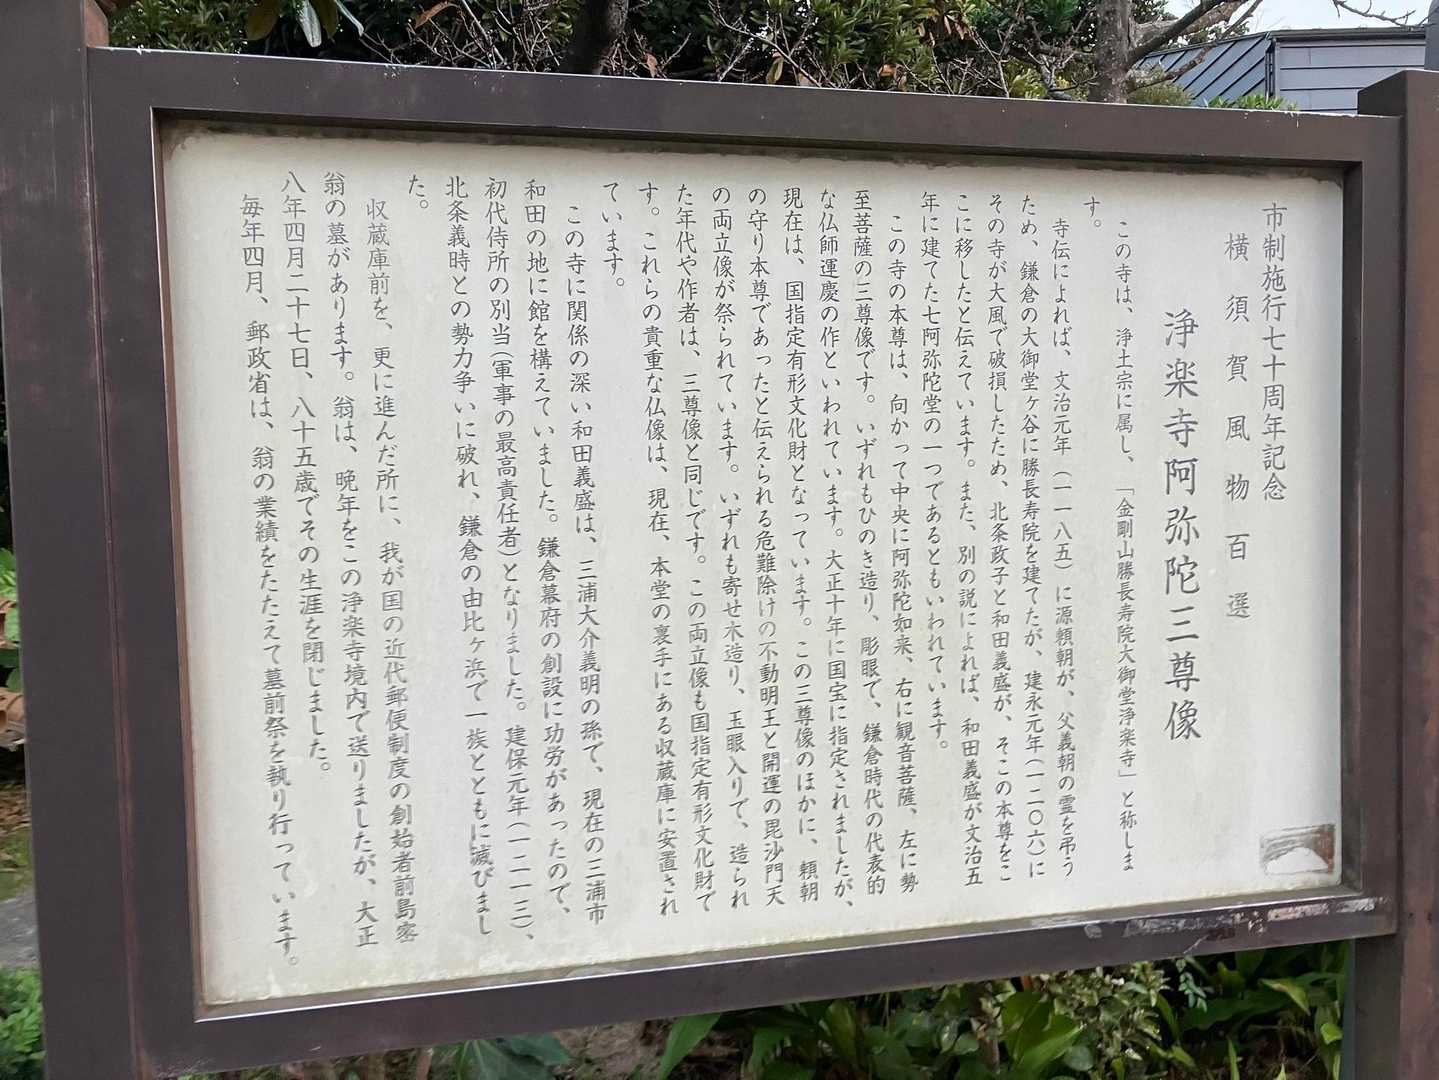 市制施行七十周年記念
横須賀風物百選
浄楽寺阿弥陀三尊像
この寺は、浄土宗に属し、「金剛山勝長寿院大御堂浄楽寺」と称しま
す。
寺伝によれば、文治元年(一一八五)に源頼朝が、父義朝の霊を弔う
ため、鎌倉の大御堂ヶ谷に勝長寿院を建てたが、建永元年(一二〇六)に
その寺が大風で破損したため、北条政子と和田義盛が、そこの本尊をこ
こに移したと伝えています。また、別の説によれば、和田義盛が文治五
年に建てた七阿弥陀堂の一つであるともいわれています。
この寺の本尊は、向かって中央に阿弥陀如来、右に観音菩薩、左に勢
至菩薩の三尊像です。いずれもひのき造り、彫眼で、鎌倉時代の代表的
な仏師運慶の作といわれています。大正十年に国宝に指定されましたが、
現在は、国指定有形文化財となっています。この三尊像のほかに、頼朝
の守り本尊であったと伝えられる危難除けの不動明王と開運の毘沙門天
の両立像が祭られています。いずれも寄せ木造り、玉眼入りで、造られ
た年代や作者は、三尊像と同じです。この両立像も国指定有形文化財で
す。これらの貴重な仏像は、現在、本堂の裏手にある収蔵庫に安置され
ています。
この寺に関係の深い和田義盛は、三浦大介義明の孫で、現在の三浦市
和田の地に館を構えていました。鎌倉幕府の創設に功労があったので、
初代侍所の別当(軍事の最高責任者)となりました。建保元年(一二一三)、
北条義時との勢力争いに破れ、鎌倉の由比ヶ浜で一族とともに滅びまし
た。
収蔵庫前を、更に進んだ所に、我が国の近代郵便制度の創始者前島密
翁の墓があります。翁は、晩年をこの浄楽寺境内で送りましたが、大正
八年四月二十七日、八十五歳でその生涯を閉じました。
毎年四月、郵政省は、翁の業績をたたえて墓前祭を執り行っています。